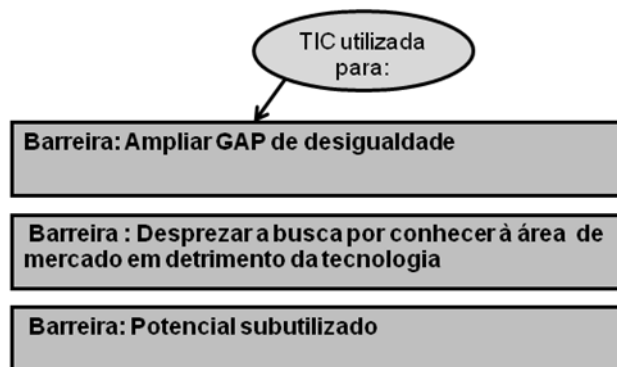 TIC utilizada
para:
Barreira: Ampliar GAP de desigualdade
Barreira : Desprezar a busca por conhecer à área de
mercado em detrimento da tecnologia
Barreira: Potencial subutilizado